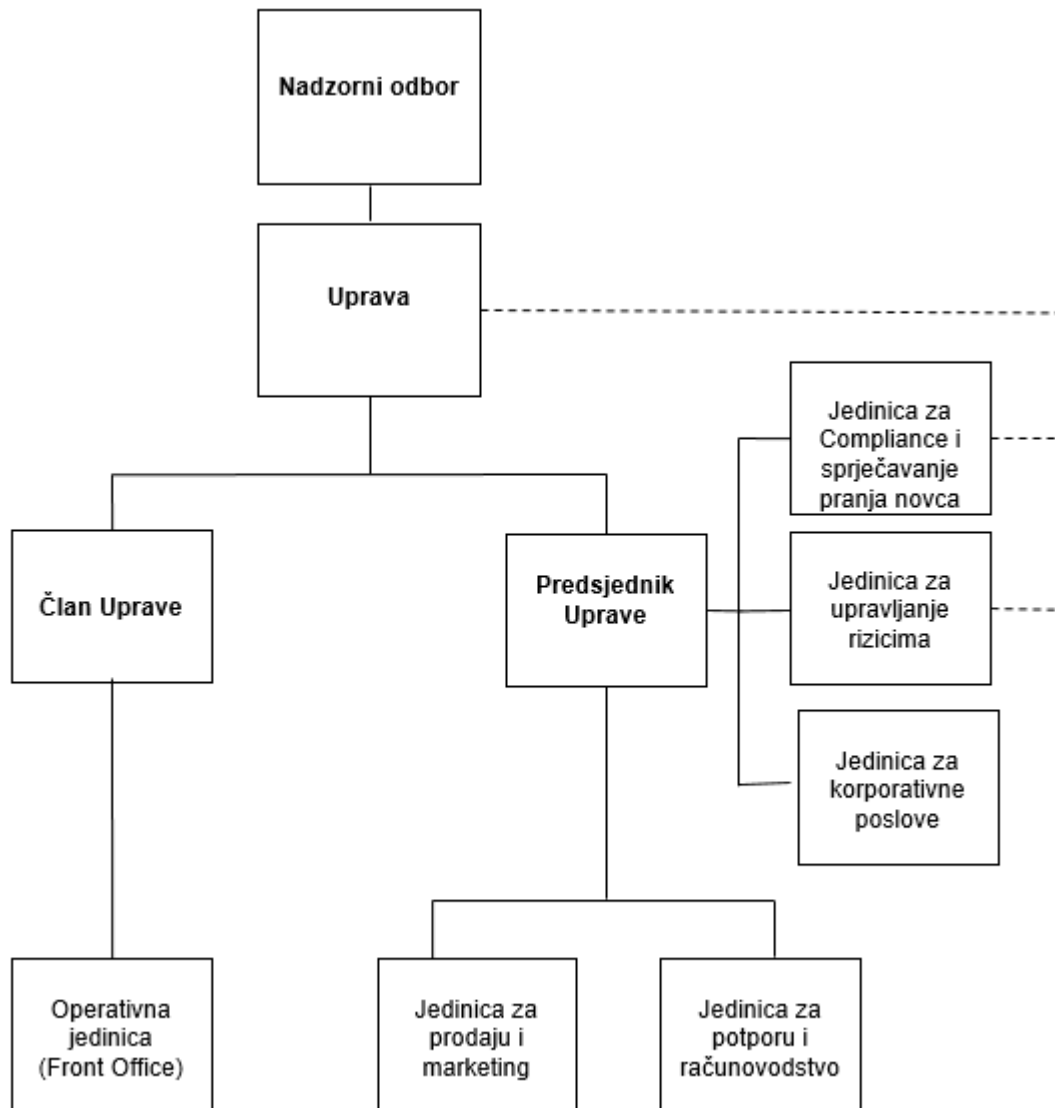 Nadzorni odbor
Uprava
Jedinica za
Compliance i
sprječavanje
pranja novca
Član Uprave
Predsjednik
Uprave
Jedinica za
upravljanje
rizicima
Jedinica za
korporativne
poslove
Operativna
jedinica
(Front Office)
Jedinica za
prodaju i
marketing
Jedinica za
potporu i
računovodstvo